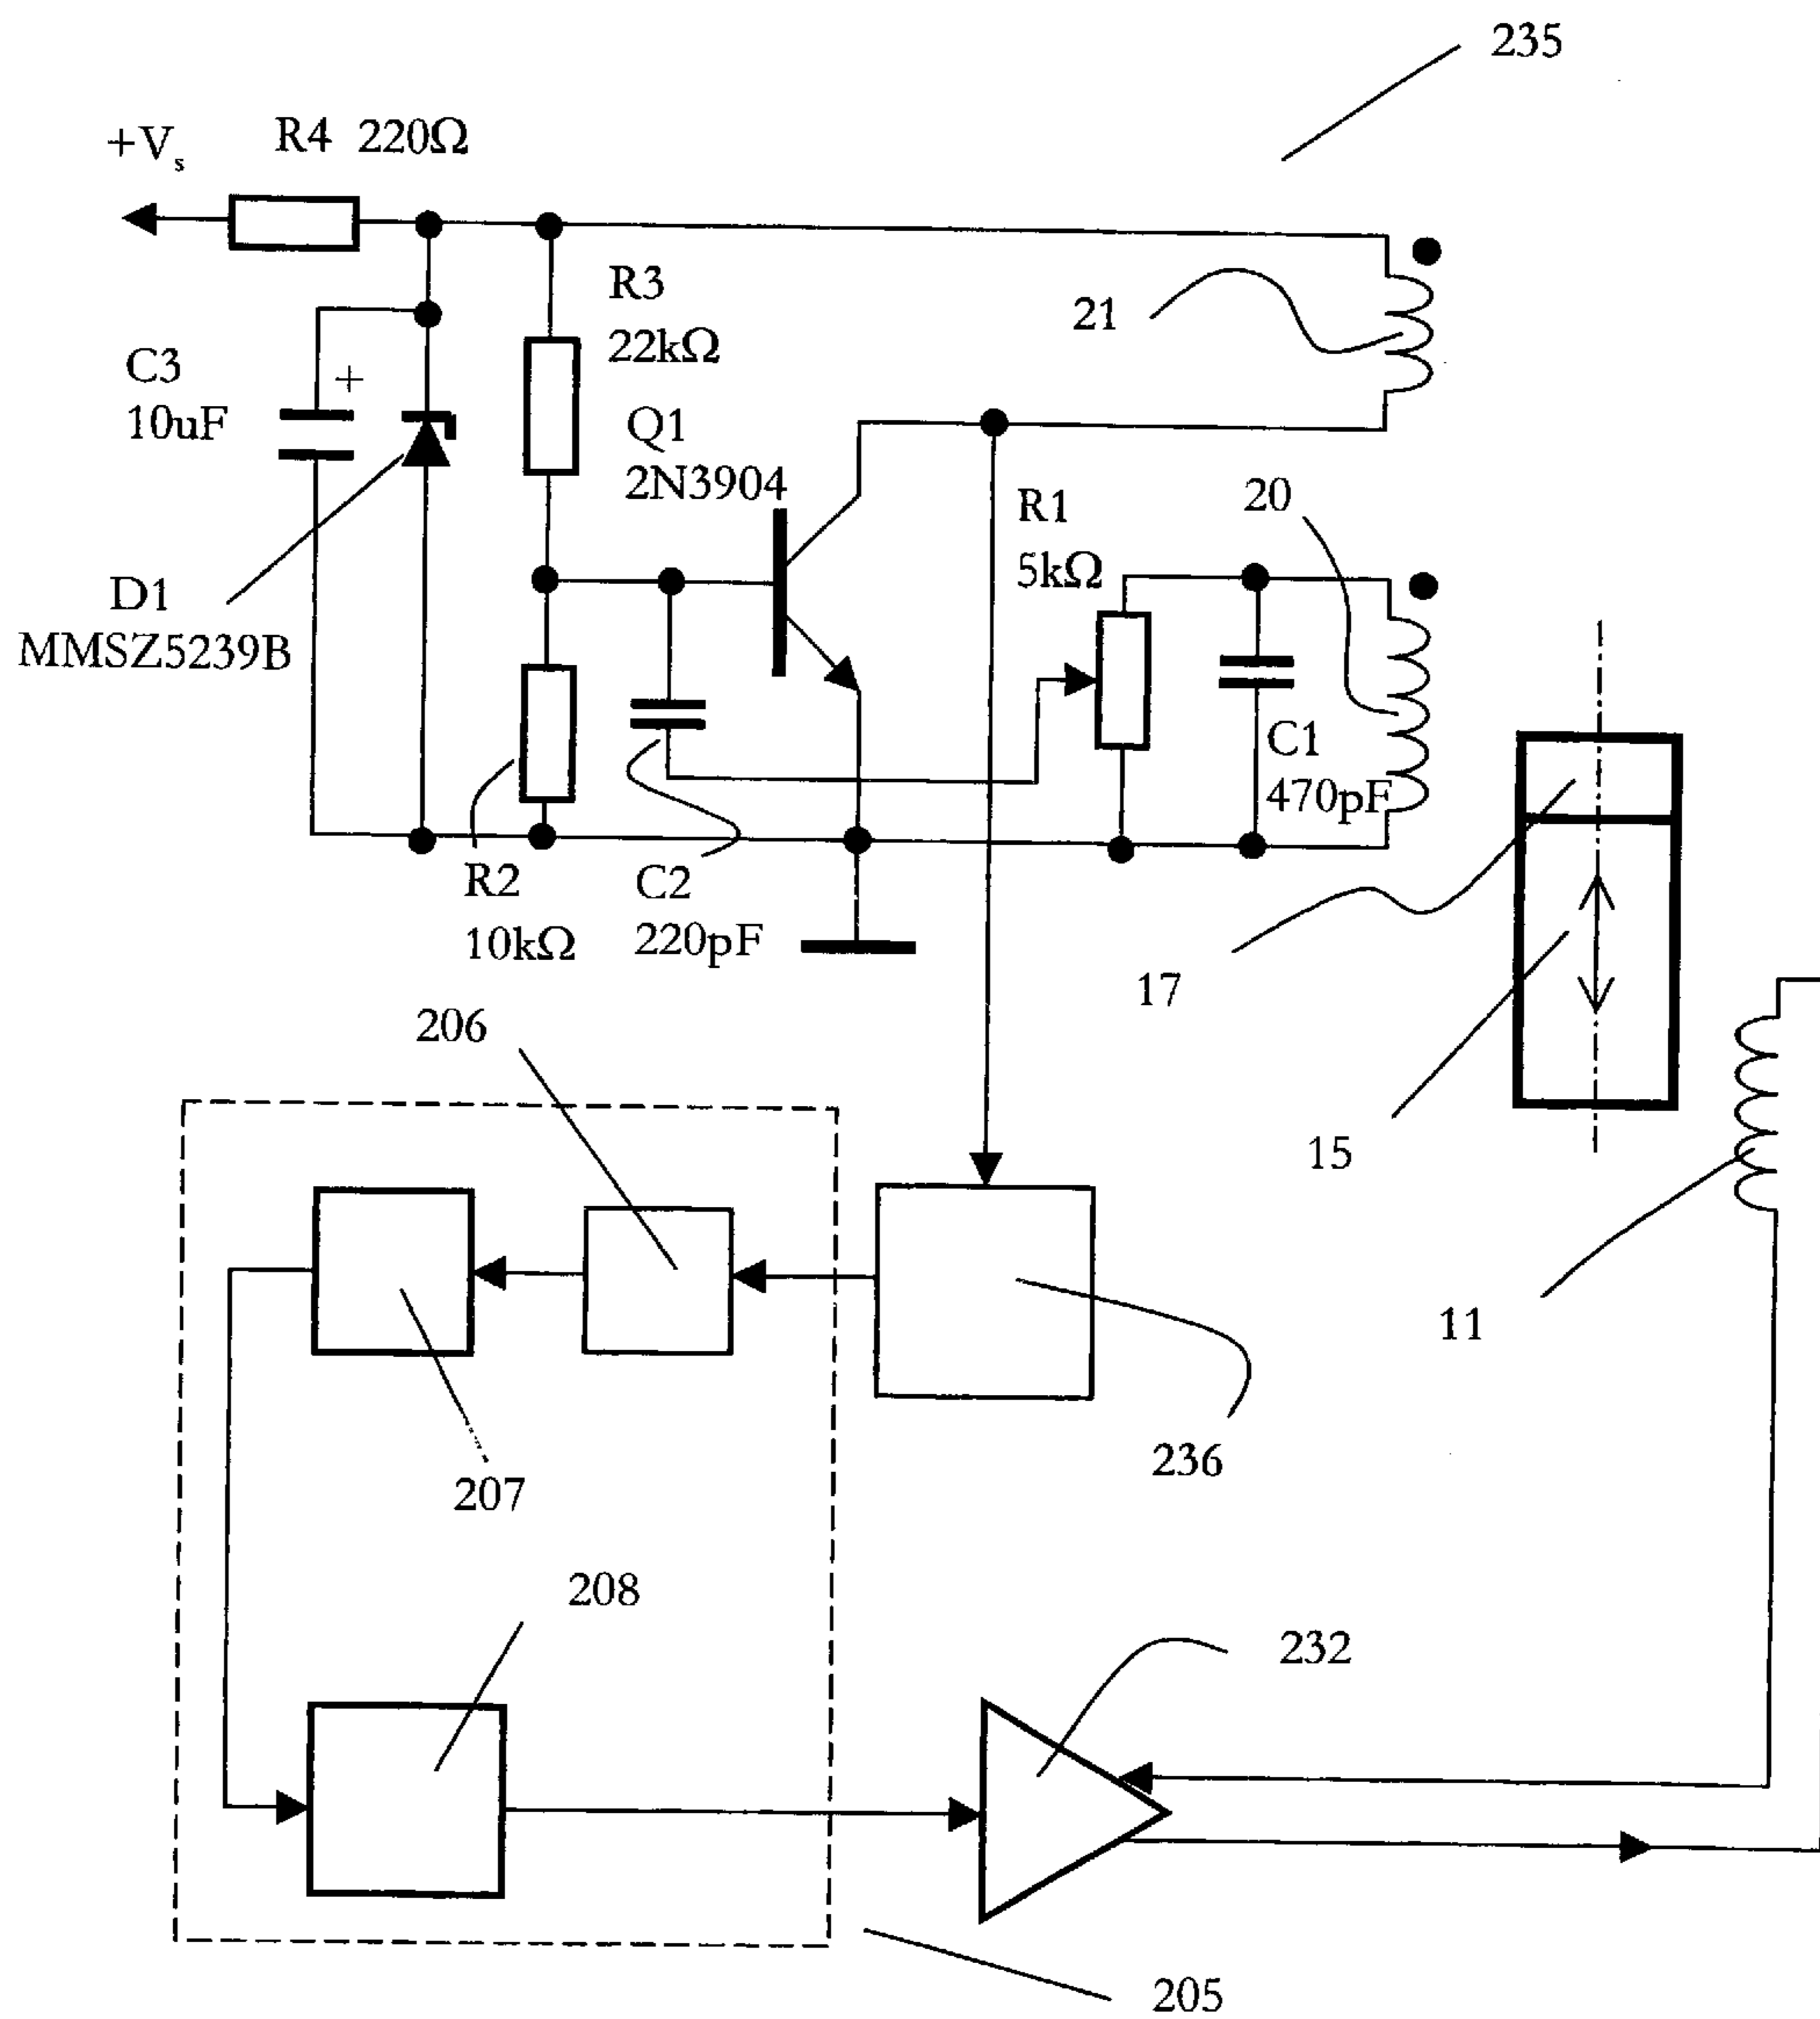 235
+Vs
R4 220Ω
R3
22kΩ
21
C3
10uF
+
Q1
2N3904
R1
5kΩ
20
D1
MMSZ5239B
C1
470pF
R2
10kΩ
C2
220pF
17
206
15
11
236
207
208
232
205